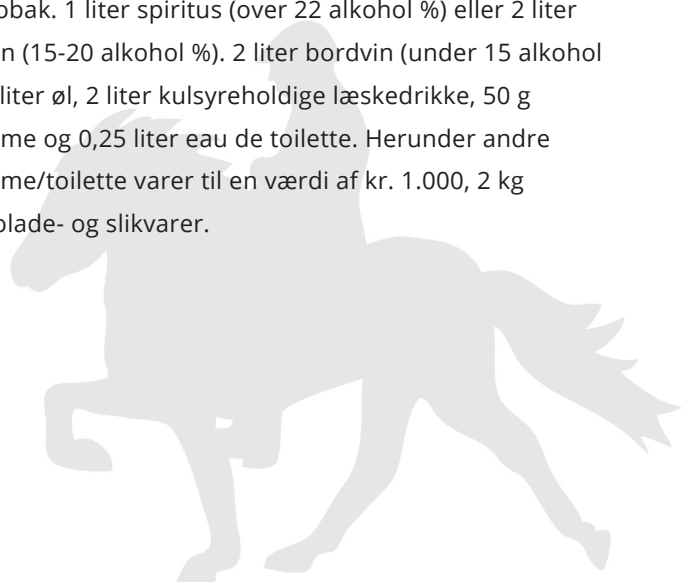 obak. 1 liter spiritus (over 22 alkohol %) eller 2 liter
n (15-20 alkohol %). 2 liter bordvin (under 15 alkohol
liter øl, 2 liter kulsyreholdige læskedrikke, 50 g
me og 0,25 liter eau de toilette. Herunder andre
me/toilette varer til en værdi af kr. 1.000, 2 kg
olade- og slikvarer.